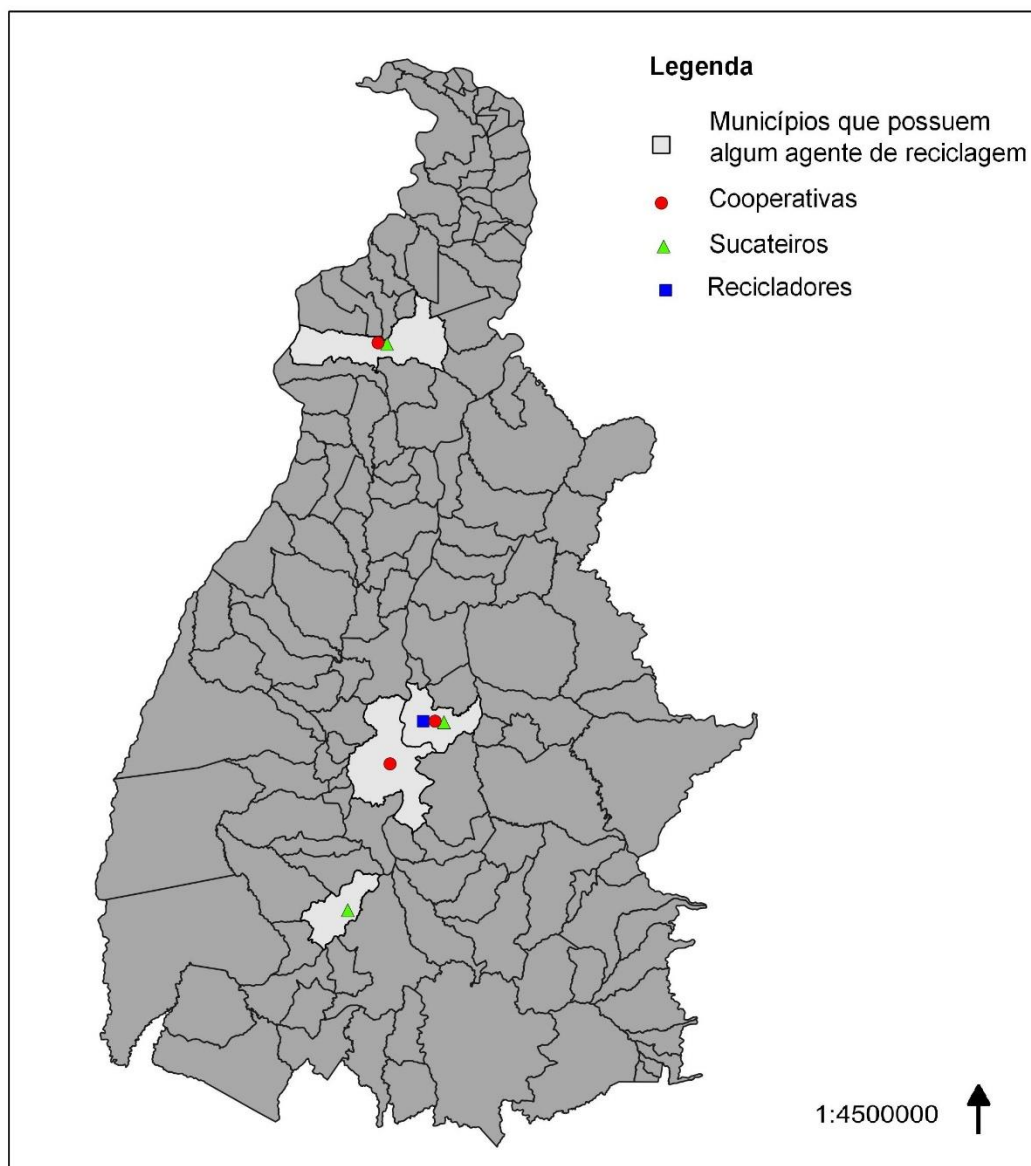 Legenda
Municípios que possuem
algum agente de reciclagem
Cooperativas
Sucateiros
Recicladores
1:4500000